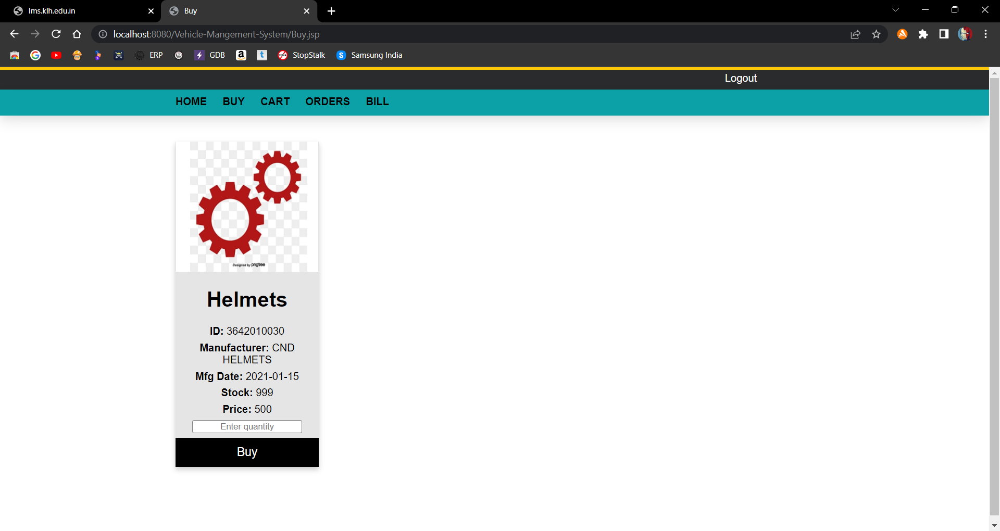 lms.klh.edu.in
Buy
localhost:8080/Vehicle-Mangement-System/Buy.jsp
ERP
GDB
StopStalk
Samsung India
Logout
HOME BUY CART ORDERS BILL
Designed by pngtree
Helmets
ID: 3642010030
Manufacturer: CND
HELMETS
Mfg Date: 2021-01-15
Stock: 999
Price: 500
Enter quantity
Buy